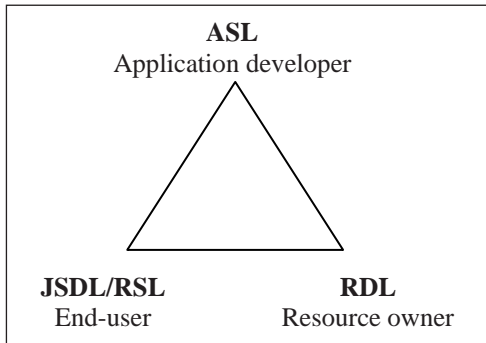 ASL
Application developer
JSDL/RSL
End-user
RDL
Resource owner